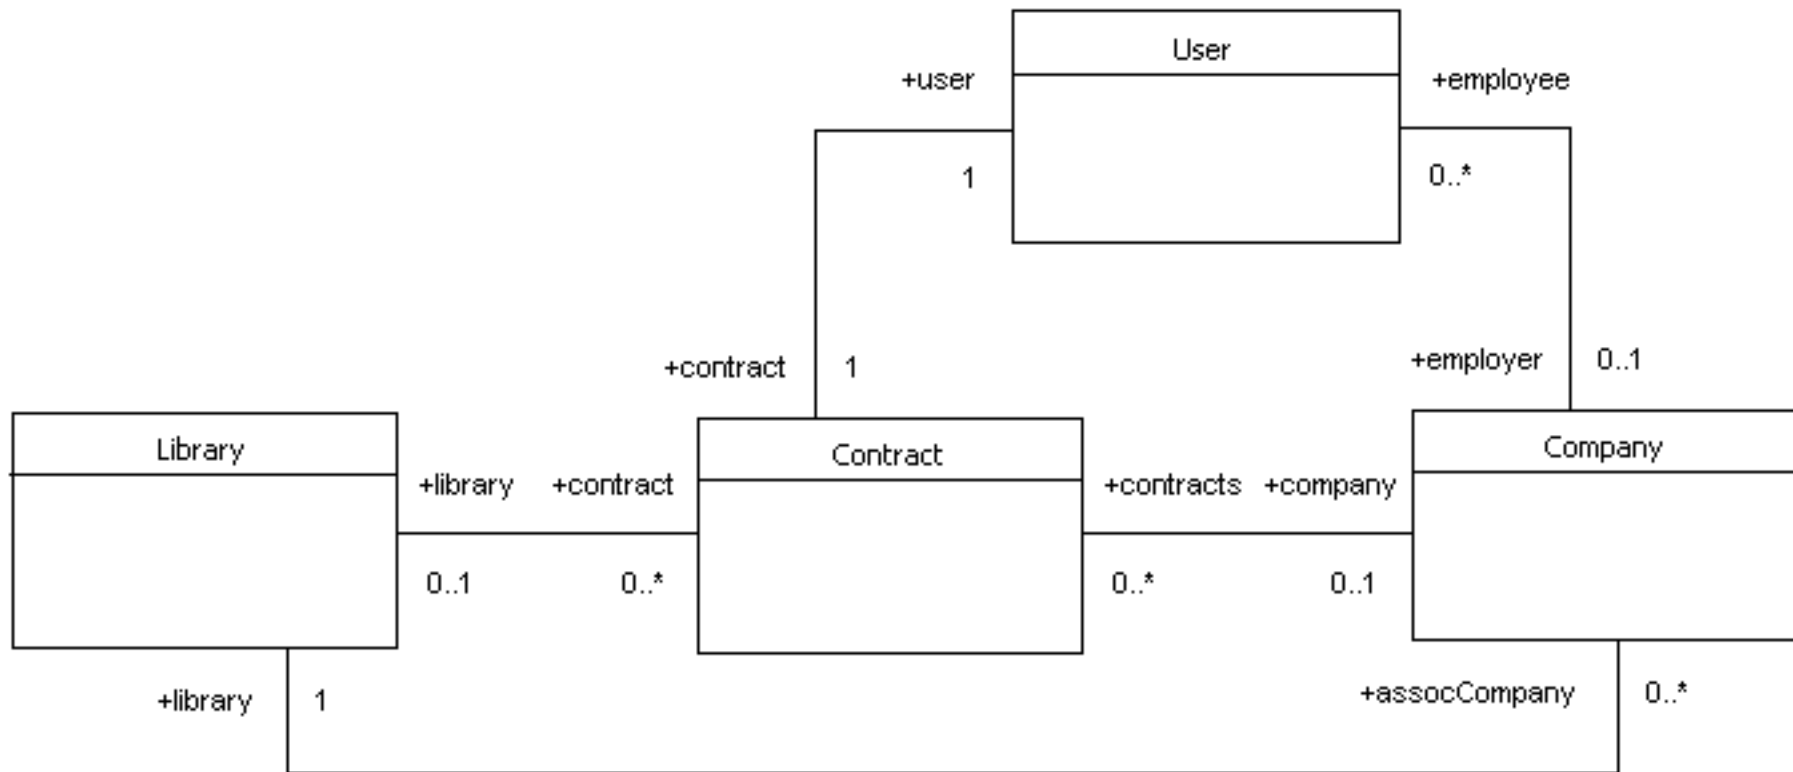 User
+user
+employee
1
0..*
+contract
1
+employer
0..1
Library
Contract
Company
+library
+contract
+contracts
+company
0..1
0..*
0..*
0..1
+library
1
+assocCompany
0..*